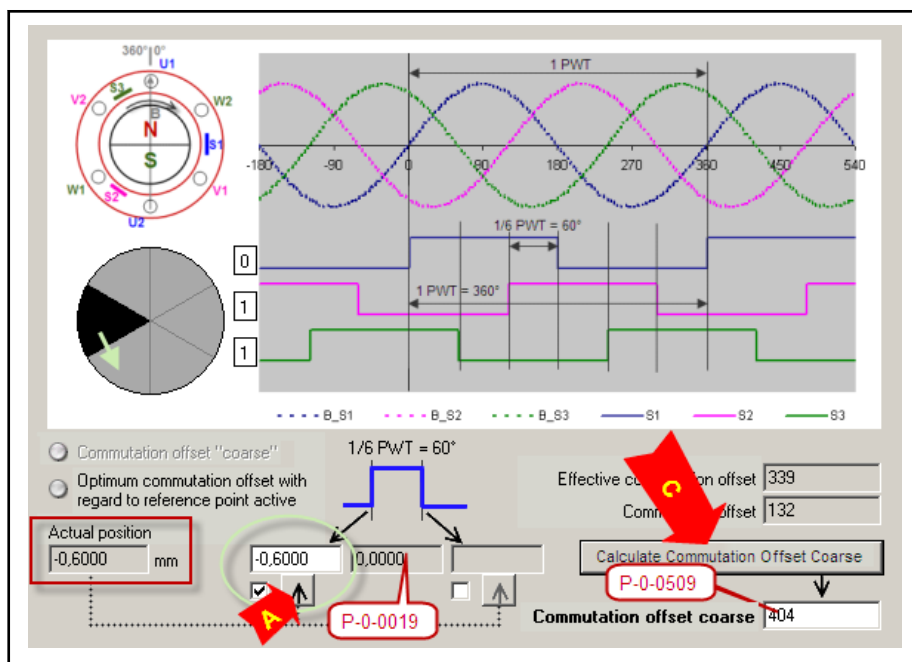 360° 0°
U1
S3
V2
W2
B
N
S1
S
W1
S2
V1
U2
1 PWT
-180 -90 0 90 180 270 360 450 540
1/6 PWT = 60°
0
1 PWT = 360°
1
1
B_S1 B_S2 B_S3 S1 S2 S3
Commutation offset "coarse"
1/6 PWT = 60°
Optimum commutation offset with
regard to reference point active
Effective offset 339
offset 132
C
Actual position
-0,6000 mm
-0,6000
0,0000
Calculate Commutation Offset Coarse
A
P-0-0019
P-0-0509
Commutation offset coarse 404